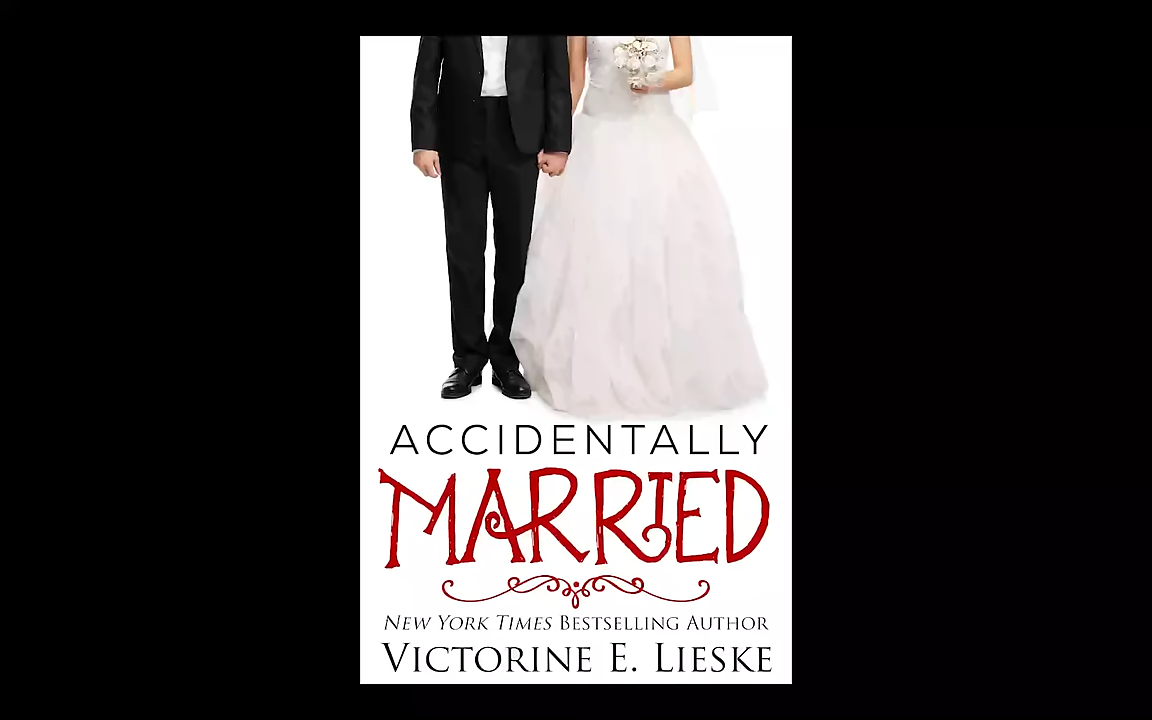 ACCIDENTALLY
MARRIED
NEW YORK TIMES BESTSELLING AUTHOR
VICTORINE E. LIESKE